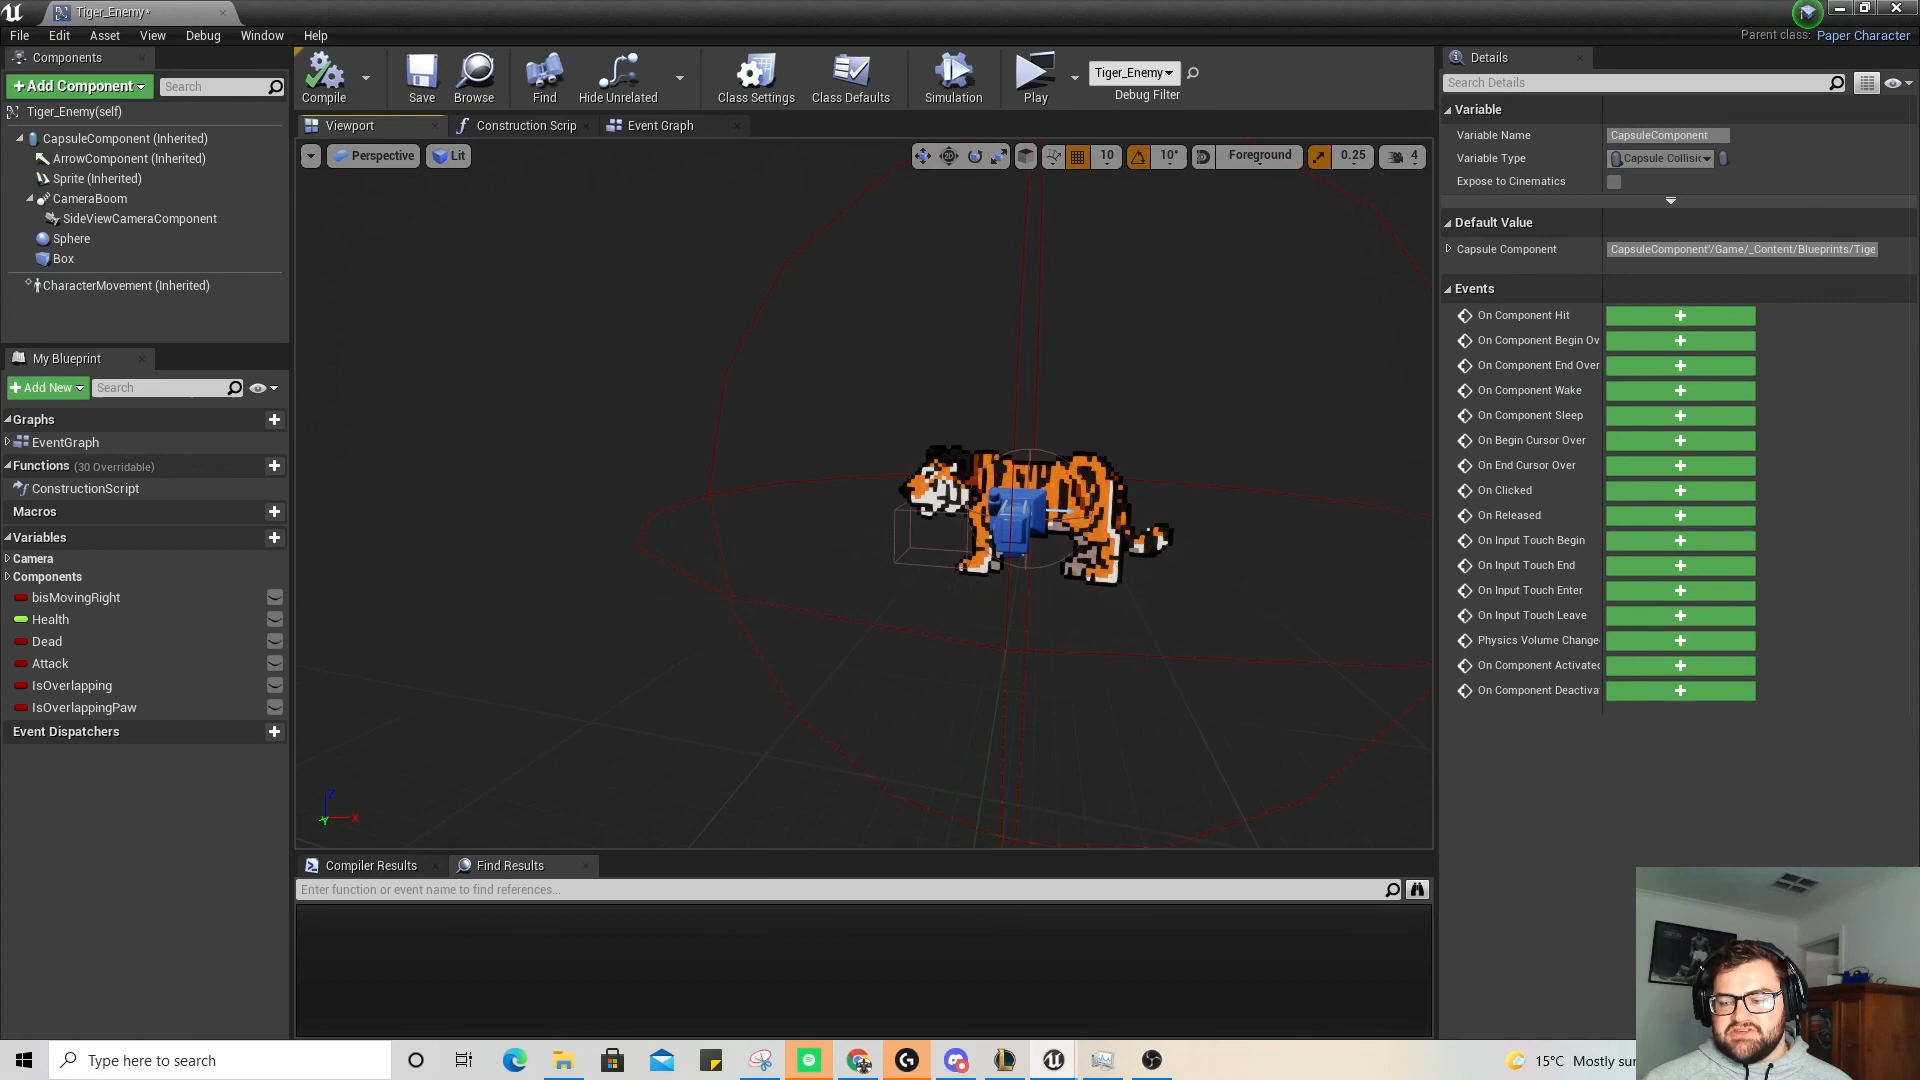 Tiger_Enemy*
File Edit Asset View Debug Window Help
Parent class: Paper Character
Components
+Add Component
Search
Tiger_Enemy(self)
CapsuleComponent (Inherited)
ArrowComponent (Inherited)
Sprite (Inherited)
CameraBoom
SideViewCameraComponent
Sphere
Box
CharacterMovement (Inherited)
My Blueprint
+Add New
Search
Graphs
EventGraph
Functions (30 Overridable)
ConstructionScript
Macros
Variables
Camera
Components
bisMovingRight
Health
Dead
Attack
IsOverlapping
IsOverlappingPaw
Event Dispatchers
Compile
Save
Browse
Find
Hide Unrelated
Class Settings
Class Defaults
Simulation
Play
Tiger_Enemy
Debug Filter
Viewport
Construction Scrip
Event Graph
Perspective
Lit
10
10°
Foreground
0.25
4
Z
Y
X
Compiler Results
Find Results
Enter function or event name to find references...
Details
Search Details
Variable
Variable Name CapsuleComponent
Variable Type Capsule Collisic
Expose to Cinematics
Default Value
Capsule Component CapsuleComponent'/Game/_Content/Blueprints/Tige
Events
On Component Hit
On Component Begin Ov
On Component End Over
On Component Wake
On Component Sleep
On Begin Cursor Over
On End Cursor Over
On Clicked
On Released
On Input Touch Begin
On Input Touch End
On Input Touch Enter
On Input Touch Leave
Physics Volume Change
On Component Activated
On Component Deactiva
Type here to search
15°C Mostly sur